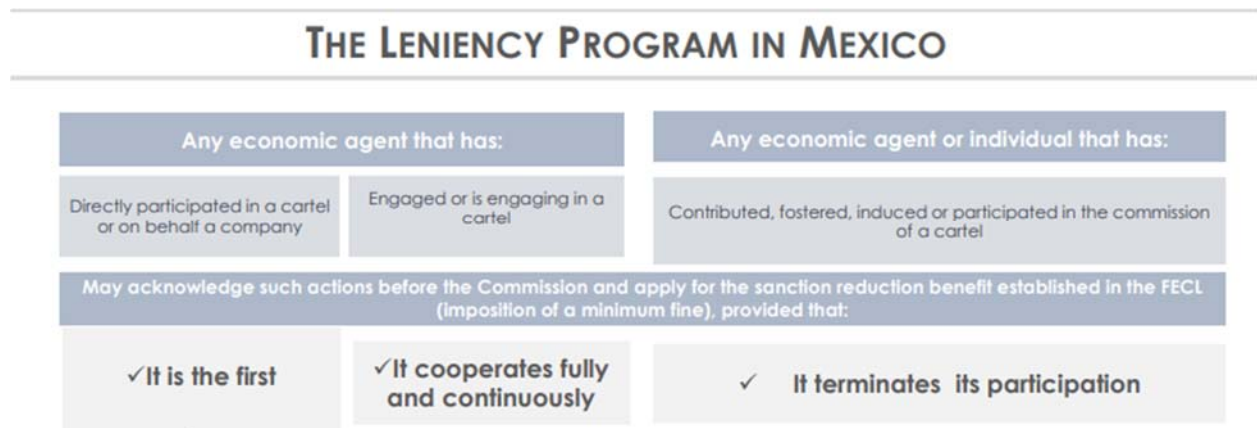 THE LENIENCY PROGRAM IN MEXICO
Any economic agent that has:
Any economic agent or individual that has:
Directly participated in a cartel
or on behalf a company
Engaged or is engaging in a
cartel
Contributed, fostered, induced or participated in the commission
of a cartel
May acknowledge such actions before the Commission and apply for the sanction reduction benefit established in the FECL
(imposition of a minimum fine), provided that:
✓It is the first
✓It cooperates fully
and continuously
✓ It terminates its participation